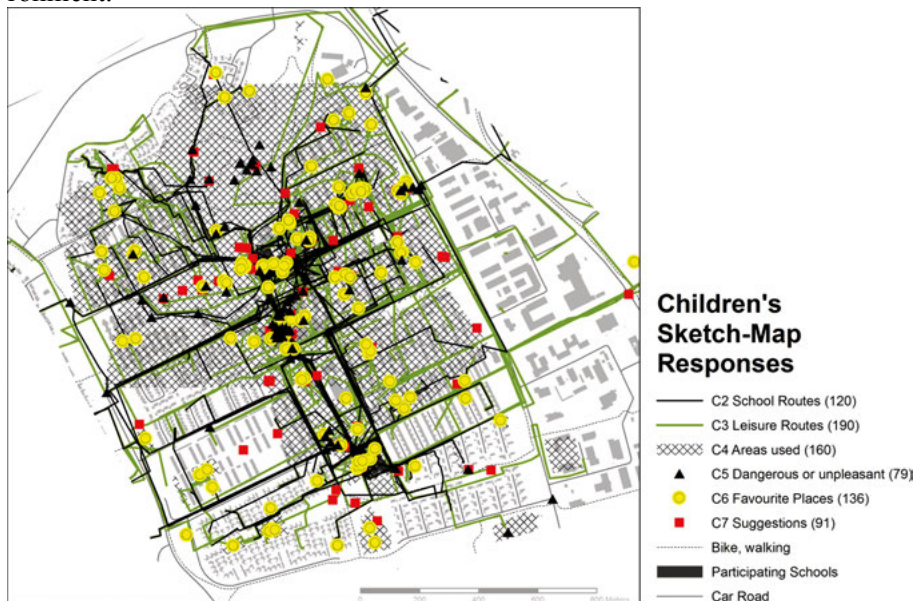 Children's
Sketch-Map
Responses
C2 School Routes (120)
C3 Leisure Routes (190)
C4 Areas used (160)
C5 Dangerous or unpleasant (79)
C6 Favourite Places (136)
C7 Suggestions (91)
Bike, walking
Participating Schools
Car Road